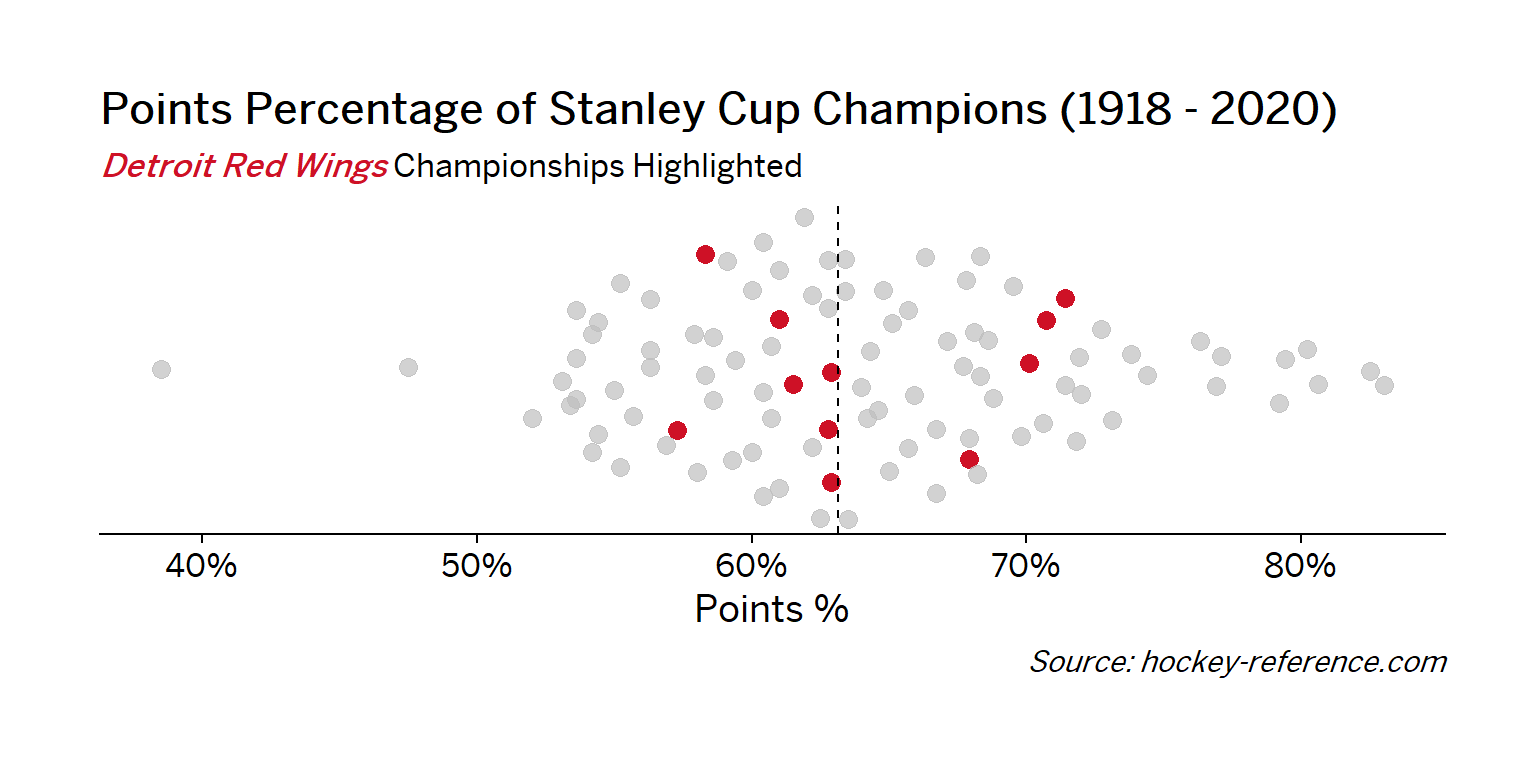 Points Percentage of Stanley Cup Champions (1918 - 2020)
Detroit Red Wings Championships Highlighted
40% 50% 60% 70% 80%
Points %
Source: hockey-reference.com